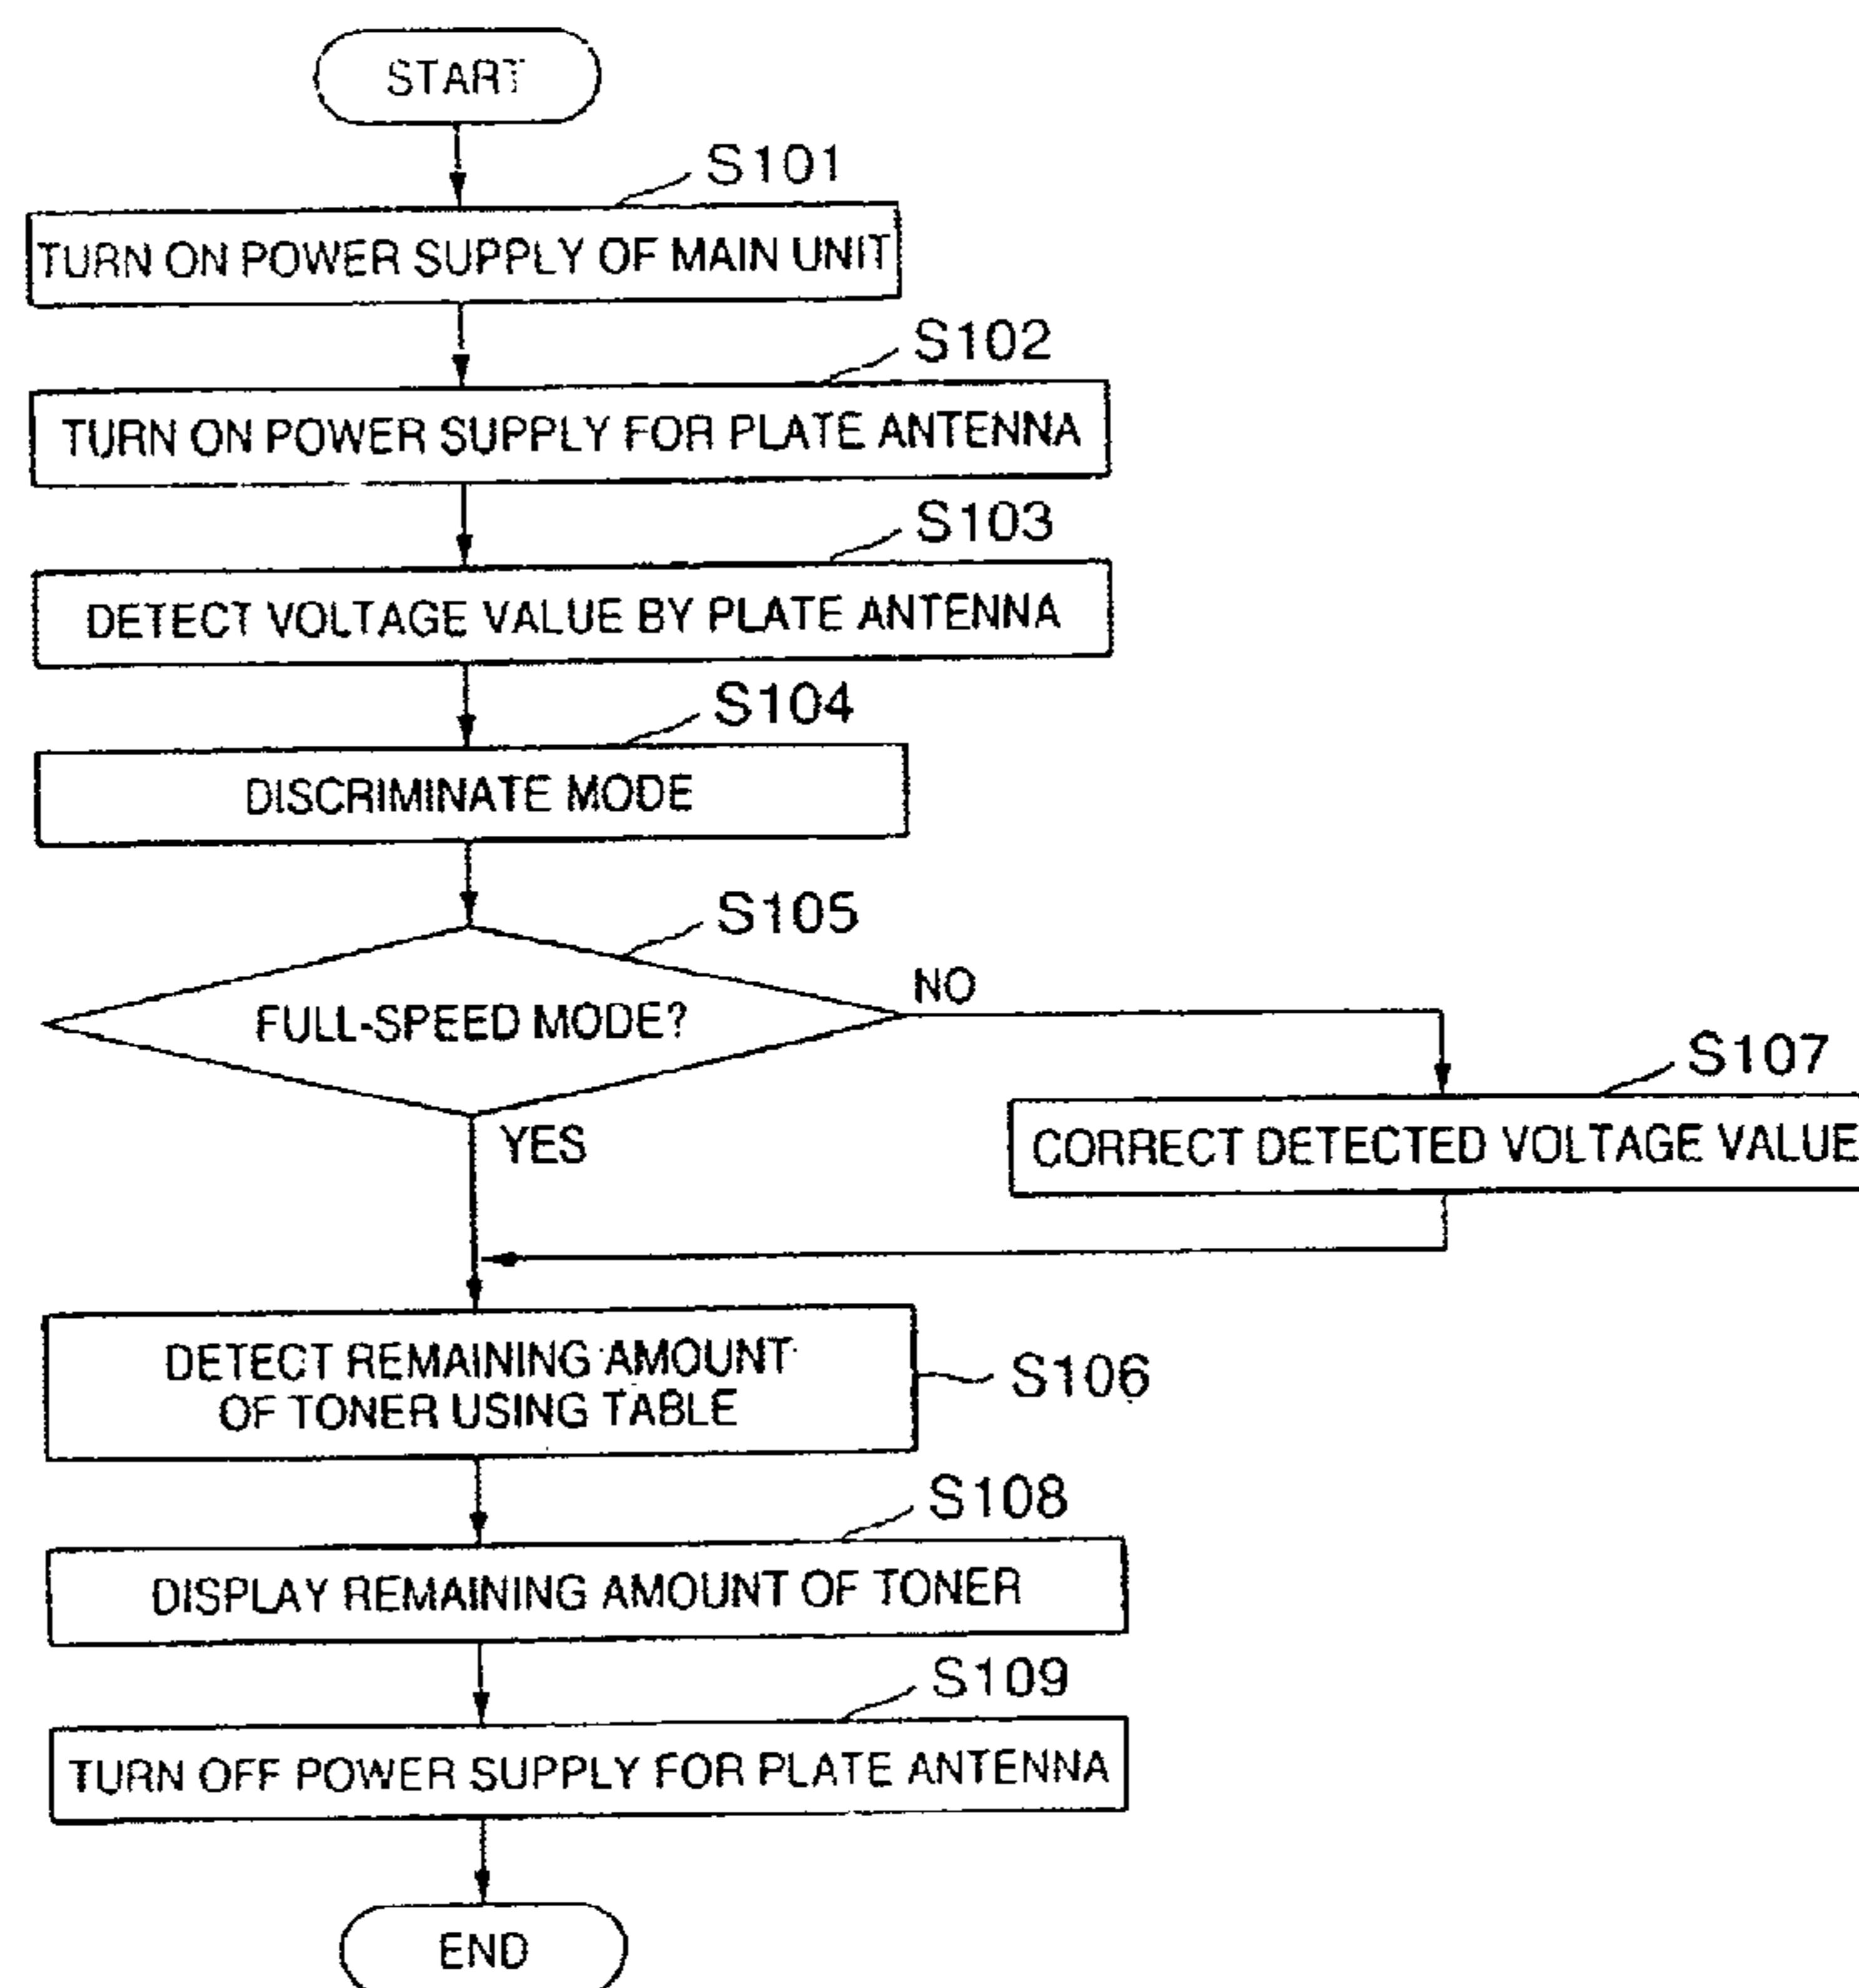 START
S101
TURN ON POWER SUPPLY OF MAIN UNIT
S102
TURN ON POWER SUPPLY FOR PLATE ANTENNA
S103
DETECT VOLTAGE VALUE BY PLATE ANTENNA
S104
DISCRIMINATE MODE
S105
FULL-SPEED MODE?
NO
YES
S107
CORRECT DETECTED VOLTAGE VALUE
DETECT REMAINING AMOUNT
OF TONER USING TABLE
S106
S108
DISPLAY REMAINING AMOUNT OF TONER
S109
TURN OFF POWER SUPPLY FOR PLATE ANTENNA
END